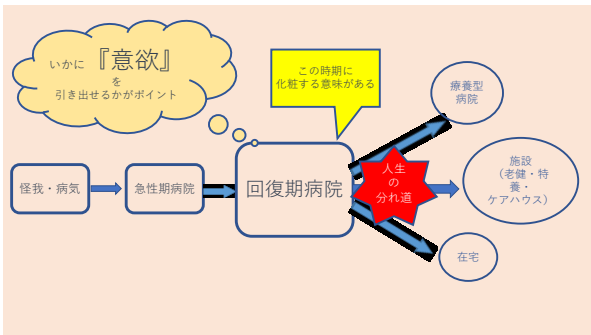 いかに『意欲』
を
引き出せるかがポイント
この時期に
化粧する意味がある
療養型
病院
怪我・病気
急性期病院
回復期病院
人生
の
分れ道
施設
（老健・特
養・
ケアハウス）
在宅